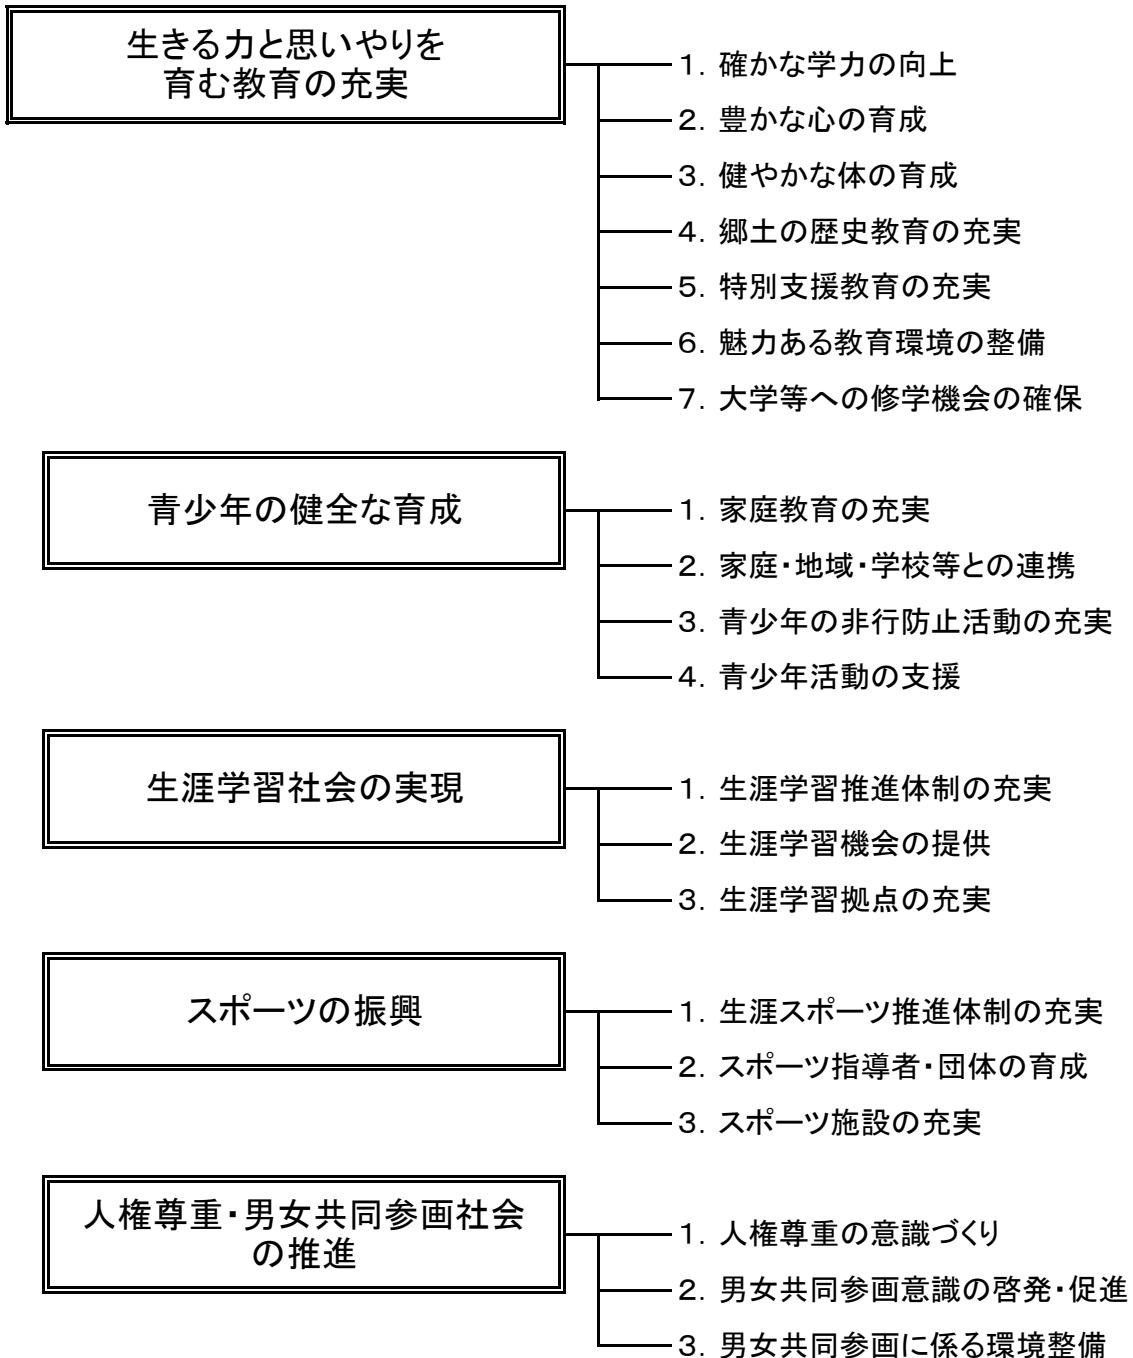 生きる力と思いやりを
育む教育の充実
1．確かな学力の向上
2．豊かな心の育成
3．健やかな体の育成
4．郷土の歴史教育の充実
5．特別支援教育の充実
6．魅力ある教育環境の整備
7．大学等への修学機会の確保
青少年の健全な育成
1．家庭教育の充実
2．家庭・地域・学校等との連携
3．青少年の非行防止活動の充実
4．青少年活動の支援
生涯学習社会の実現
1．生涯学習推進体制の充実
2．生涯学習機会の提供
3．生涯学習拠点の充実
スポーツの振興
1．生涯スポーツ推進体制の充実
2．スポーツ指導者・団体の育成
3．スポーツ施設の充実
人権尊重・男女共同参画社会
の推進
1．人権尊重の意識づくり
2．男女共同参画意識の啓発・促進
3．男女共同参画に係る環境整備